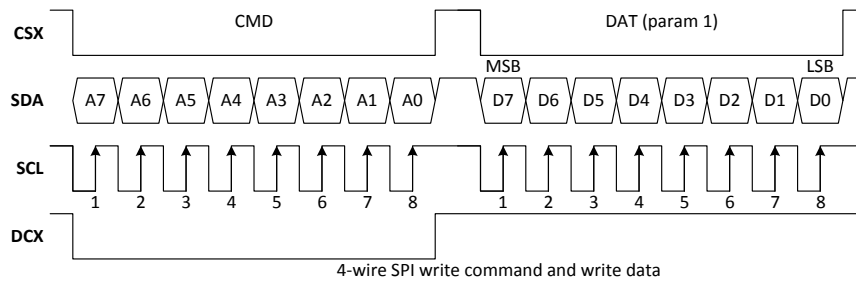 CSX CMD DAT (param 1)
MSB LSB
SDA A7 A6 A5 A4 A3 A2 A1 A0 D7 D6 D5 D4 D3 D2 D1 D0
SCL
1 2 3 4 5 6 7 8 1 2 3 4 5 6 7 8
DCX
4-wire SPI write command and write data